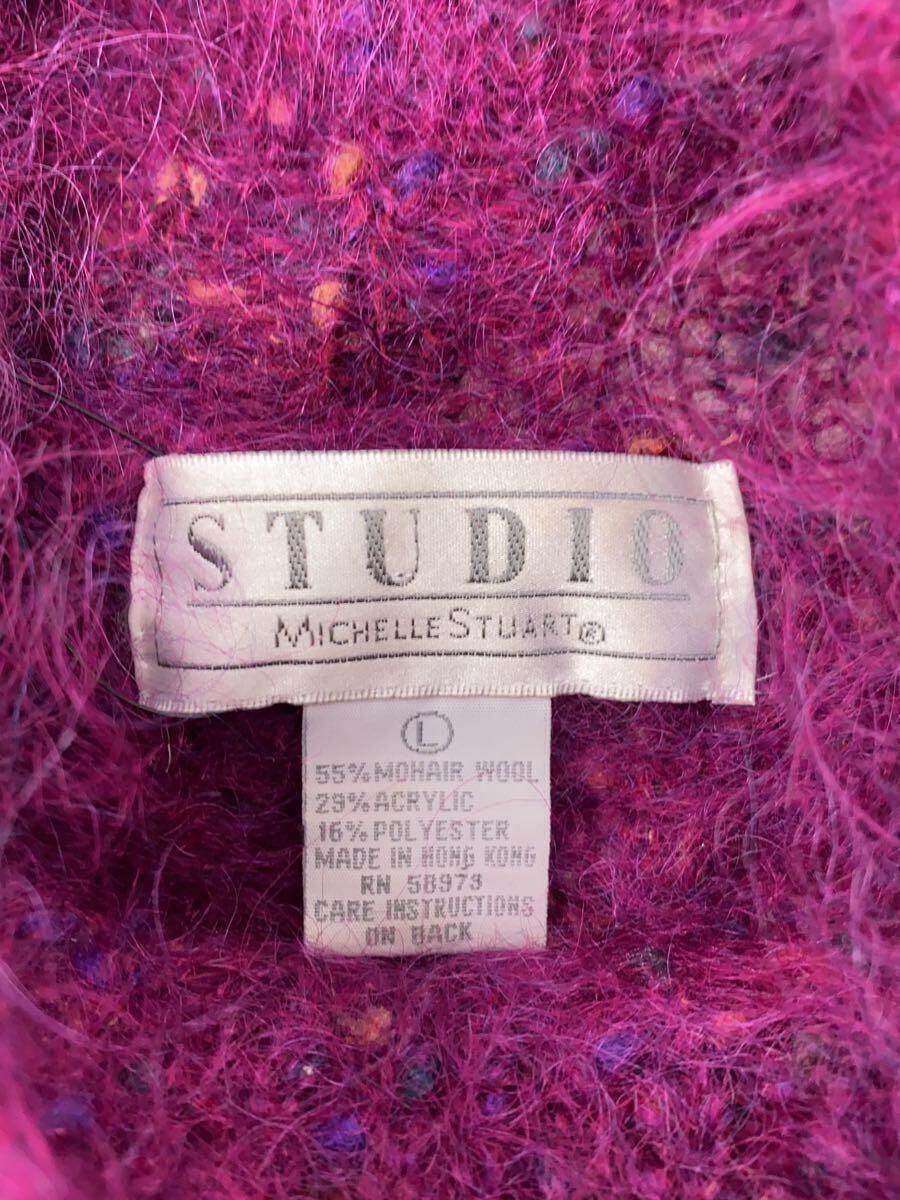 STUDIO
MICHELLE STUART®
L
55% MOHAIR WOOL
29% ACRYLIC
16% POLYESTER
MADE IN HONG KONG
RN 58973
CARE INSTRUCTIONS
ON BACK